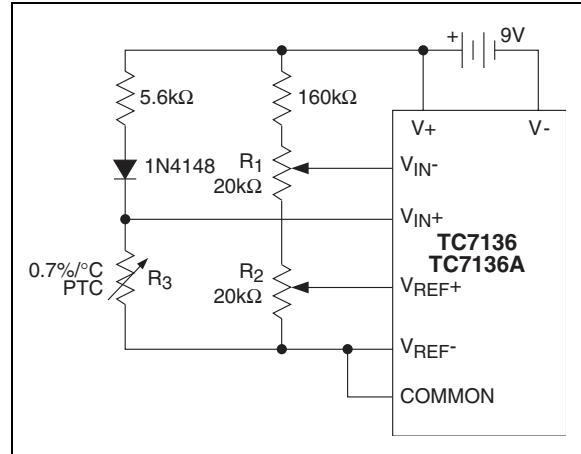 + 9V
5.6kΩ
160kΩ
V+ V-
1N4148
R1
20kΩ
VIN-
VIN+
TC7136
TC7136A
0.7%/°C
PTC
R3
R2
20kΩ
VREF+
VREF-
COMMON